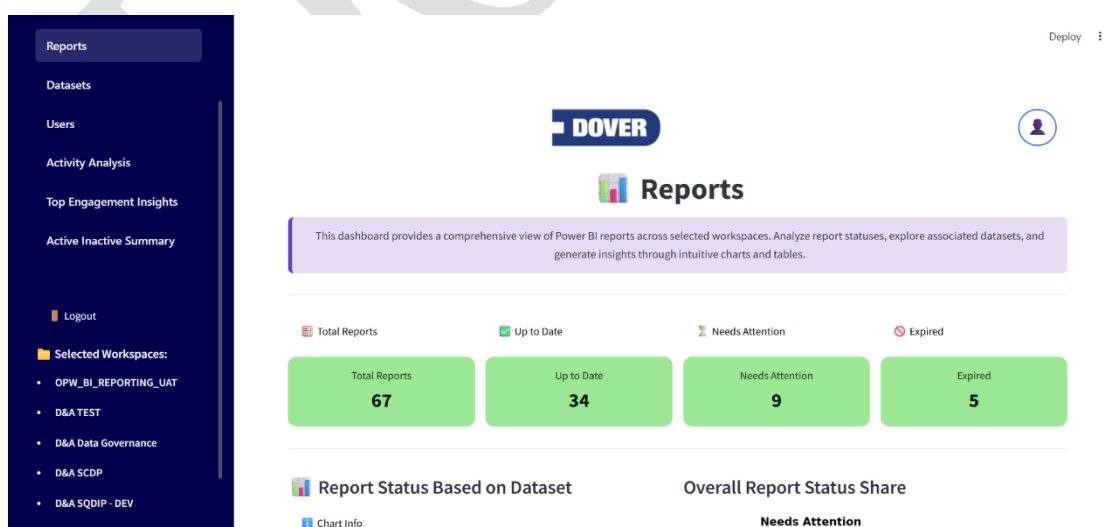 Reports
Datasets
Users
Activity Analysis
Top Engagement Insights
Active Inactive Summary
Logout
Selected Workspaces:
• OPW_BI_REPORTING_UAT
• D&A TEST
• D&A Data Governance
• D&A SCDP
• D&A SQDIP - DEV
Deploy
DOVER
Reports
This dashboard provides a comprehensive view of Power BI reports across selected workspaces. Analyze report statuses, explore associated datasets, and
generate insights through intuitive charts and tables.
Total Reports
Up to Date
Needs Attention
Expired
Total Reports
67
Up to Date
34
Needs Attention
9
Expired
5
Report Status Based on Dataset
Chart Info
Overall Report Status Share
Needs Attention